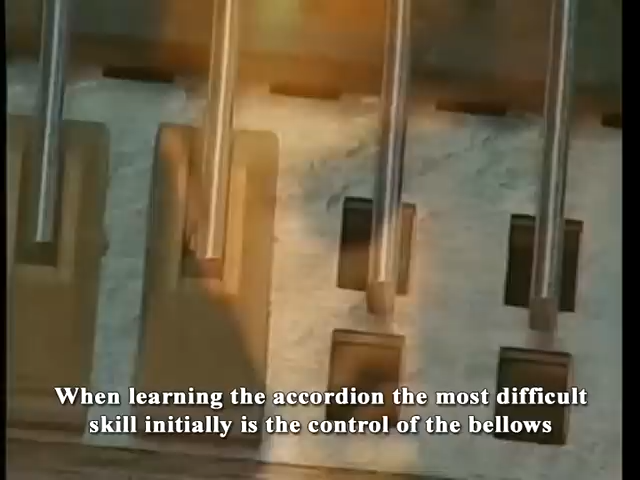 When learning the accordion the most difficult
skill initially is the control of the bellows